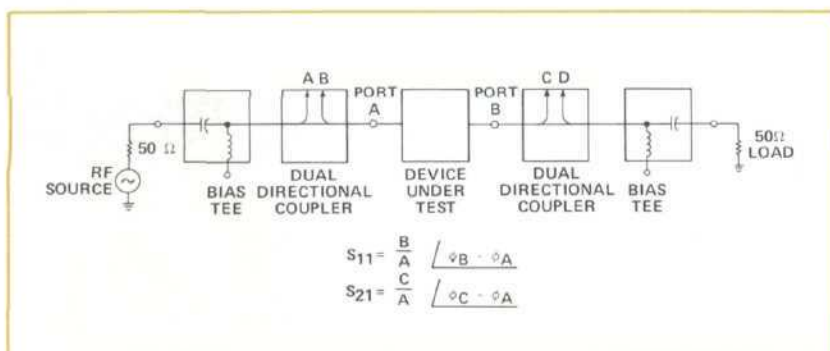 A B
C D
PORT
A
PORT
B
50 Ω
RF
SOURCE
BIAS
TEE
DUAL
DIRECTIONAL
COUPLER
DEVICE
UNDER
TEST
DUAL
DIRECTIONAL
COUPLER
BIAS
TEE
50Ω
LOAD
S11= B/A ∠ϕB - ϕA
S21= C/A ∠ϕC - ϕA